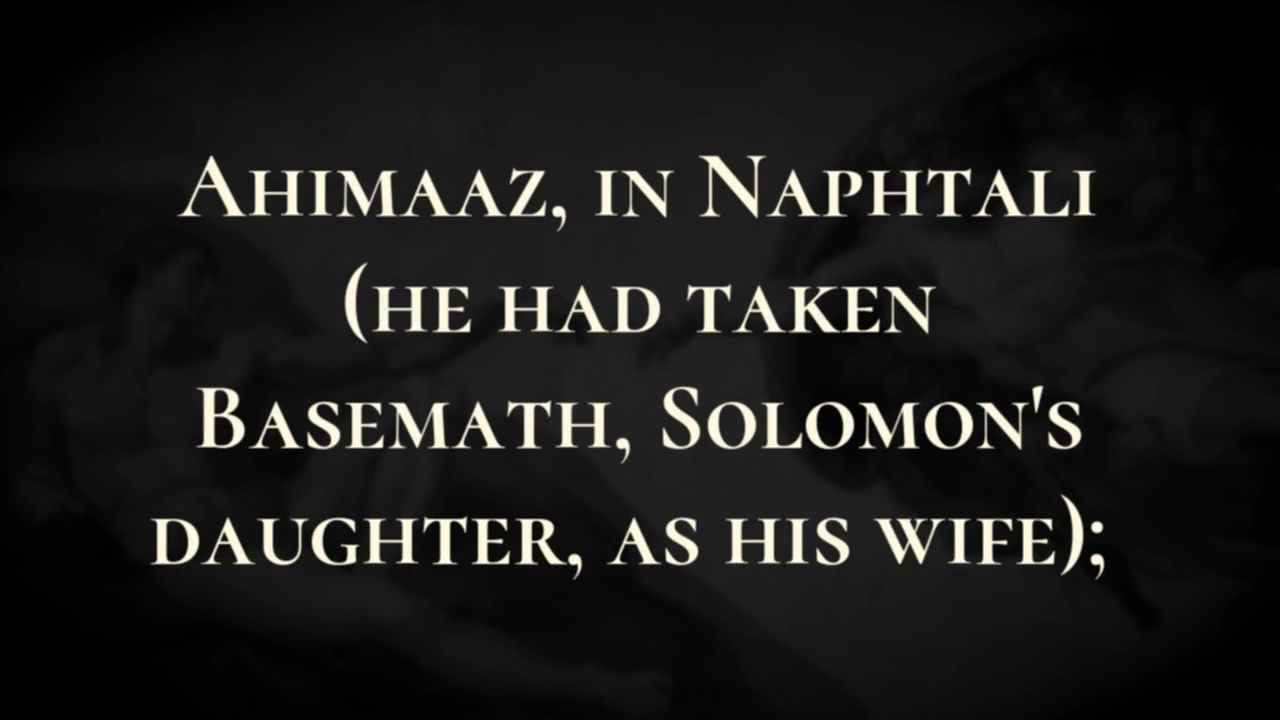 Ahimaaz, in Naphtali
(he had taken
Basemath, Solomon's
daughter, as his wife);